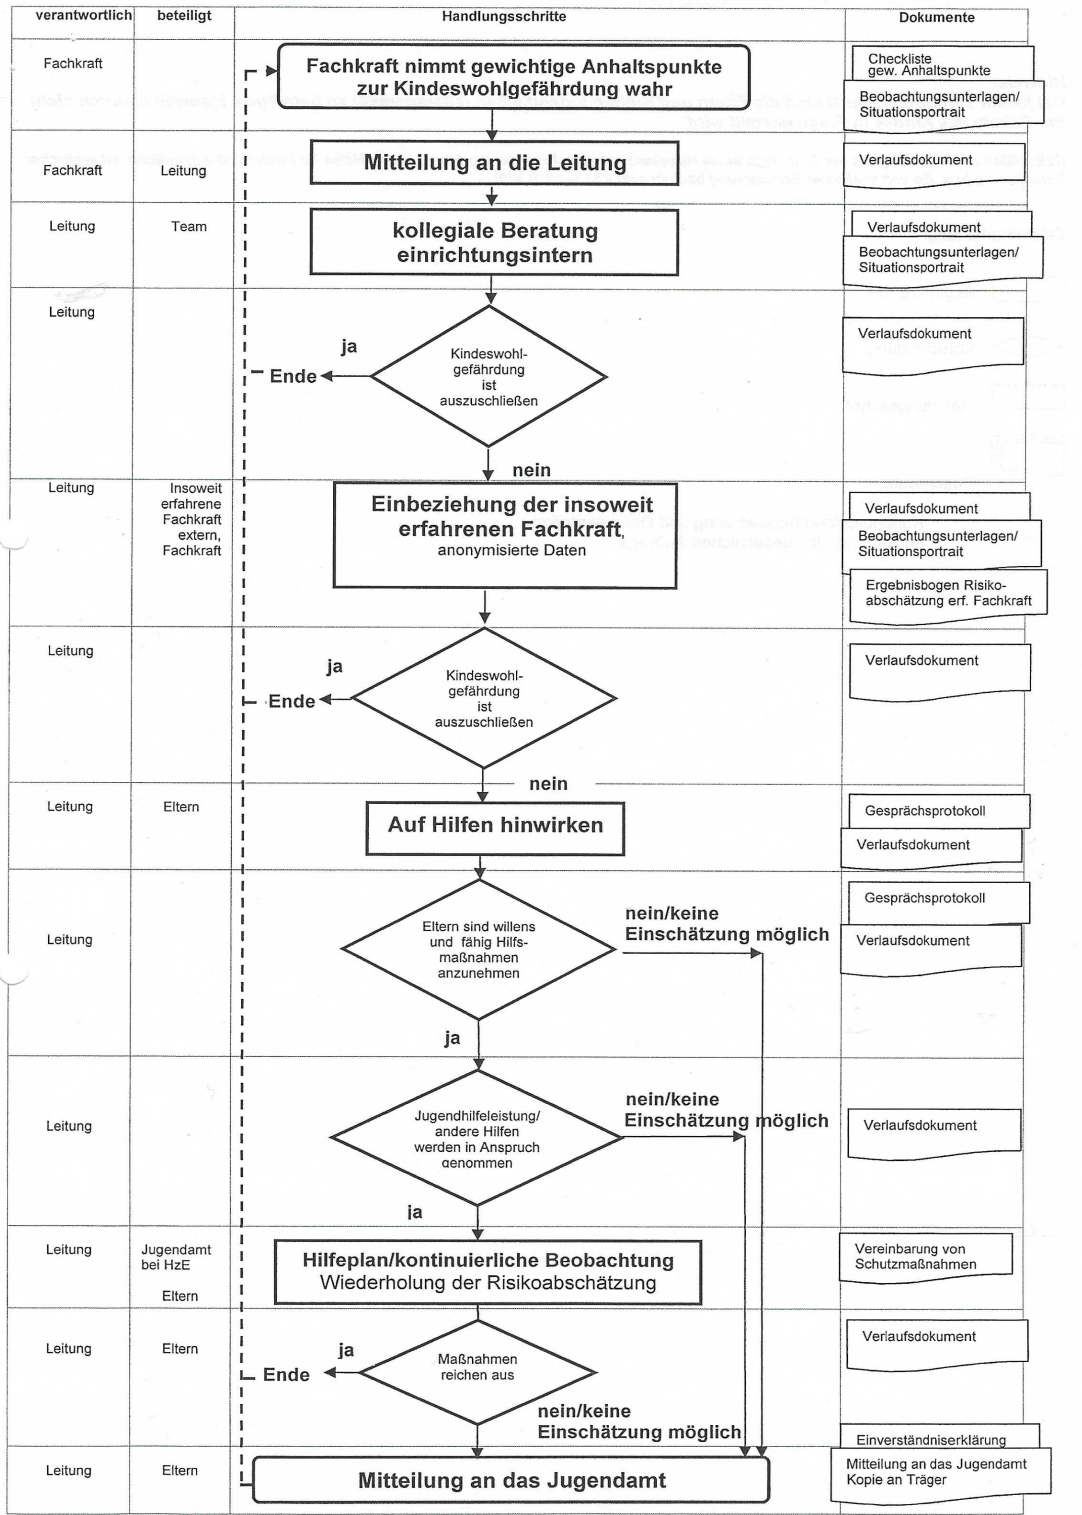 verantwortlich beteiligt Handlungsschritte Dokumente
Fachkraft
Fachkraft nimmt gewichtige Anhaltspunkte
zur Kindeswohlgefährdung wahr
Checkliste
gew. Anhaltspunkte
Beobachtungsunterlagen/
Situationsportrait
Fachkraft
Leitung
Mitteilung an die Leitung
Verlaufsdokument
Leitung
Team
kollegiale Beratung
einrichtungsintern
Verlaufsdokument
Beobachtungsunterlagen/
Situationsportrait
Leitung
ja
Ende
Kindeswohl-
gefährdung
ist
auszuschließen
nein
Verlaufsdokument
Leitung
Insoweit
erfahrene
Fachkraft
extern,
Fachkraft
Einbeziehung der insoweit
erfahrenen Fachkraft,
anonymisierte Daten
Verlaufsdokument
Beobachtungsunterlagen/
Situationsportrait
Ergebnisbogen Risiko-
abschätzung erf. Fachkraft
Leitung
ja
Ende
Kindeswohl-
gefährdung
ist
auszuschließen
nein
Verlaufsdokument
Leitung
Eltern
Auf Hilfen hinwirken
Gesprächsprotokoll
Verlaufsdokument
Leitung
Eltern sind willens
und fähig Hilfs-
maßnahmen
anzunehmen
nein/keine
Einschätzung möglich
ja
Gesprächsprotokoll
Verlaufsdokument
Leitung
Jugendhilfeleistung/
andere Hilfen
werden in Anspruch
genommen
nein/keine
Einschätzung möglich
ja
Verlaufsdokument
Leitung
Jugendamt
bei HzE
Eltern
Hilfeplan/kontinuierliche Beobachtung
Wiederholung der Risikoabschätzung
Vereinbarung von
Schutzmaßnahmen
Leitung
Eltern
ja
Ende
Maßnahmen
reichen aus
nein/keine
Einschätzung möglich
Verlaufsdokument
Leitung
Eltern
Mitteilung an das Jugendamt
Einverständniserklärung
Mitteilung an das Jugendamt
Kopie an Träger